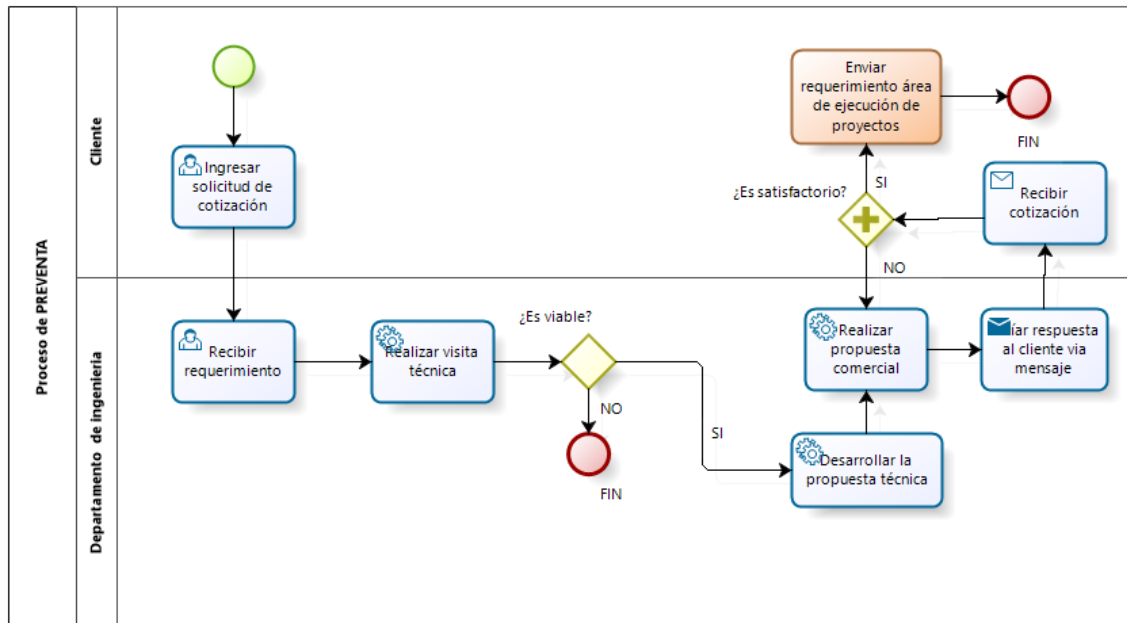 Proceso de PREVENTA
Cliente
Ingresar
solicitud de
cotización
Enviar
requerimiento área
de ejecución de
proyectos
FIN
¿Es satisfactorio?
SI
NO
Recibir
cotización
Departamento de ingenieria
Recibir
requerimiento
Realizar visita
técnica
¿Es viable?
NO
FIN
SI
Realizar
propuesta
comercial
íar respuesta
al cliente via
mensaje
Desarrollar la
propuesta técnica